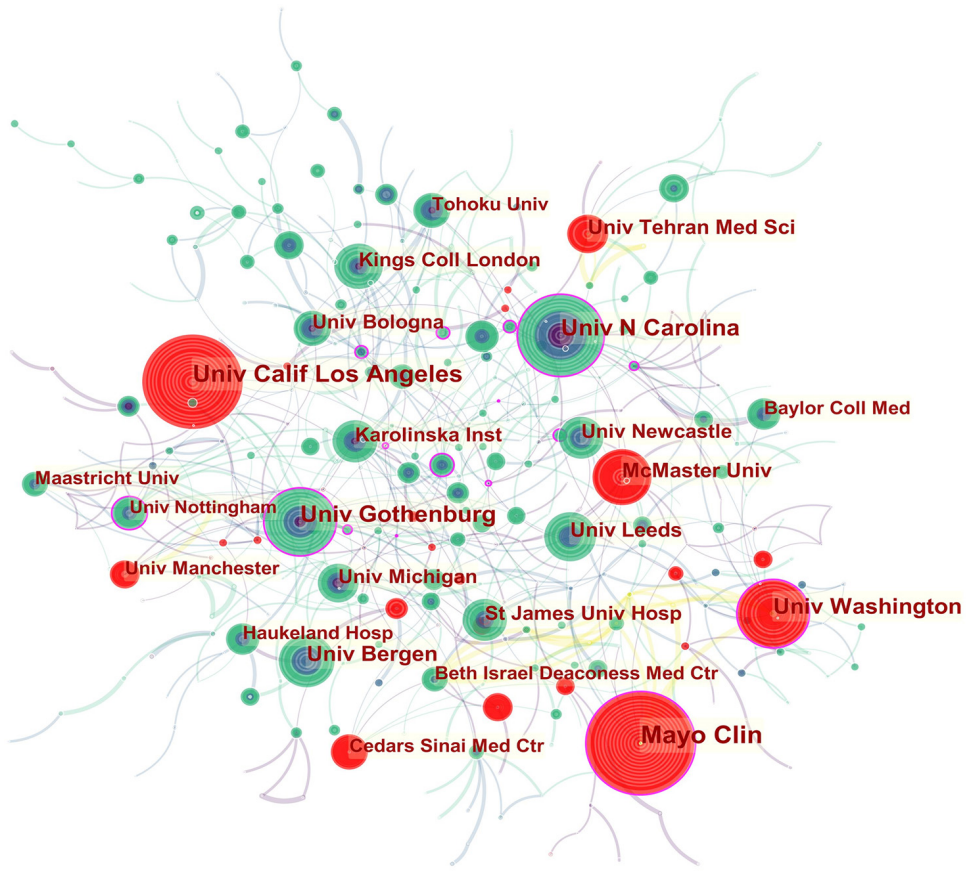 Tohoku Univ
Univ Tehran Med Sci
Kings Coll London
Univ Bologna
Univ N Carolina
Univ Calif Los Angeles
Baylor Coll Med
Karolinska Inst
Univ Newcastle
McMaster Univ
Maastricht Univ
Univ Nottingham
Univ Gothenburg
Univ Leeds
Univ Manchester
Univ Michigan
Univ Washington
St James Univ Hosp
Haukeland Hosp
Univ Bergen
Beth Israel Deaconess Med Ctr
Mayo Clin
Cedars Sinai Med Ctr